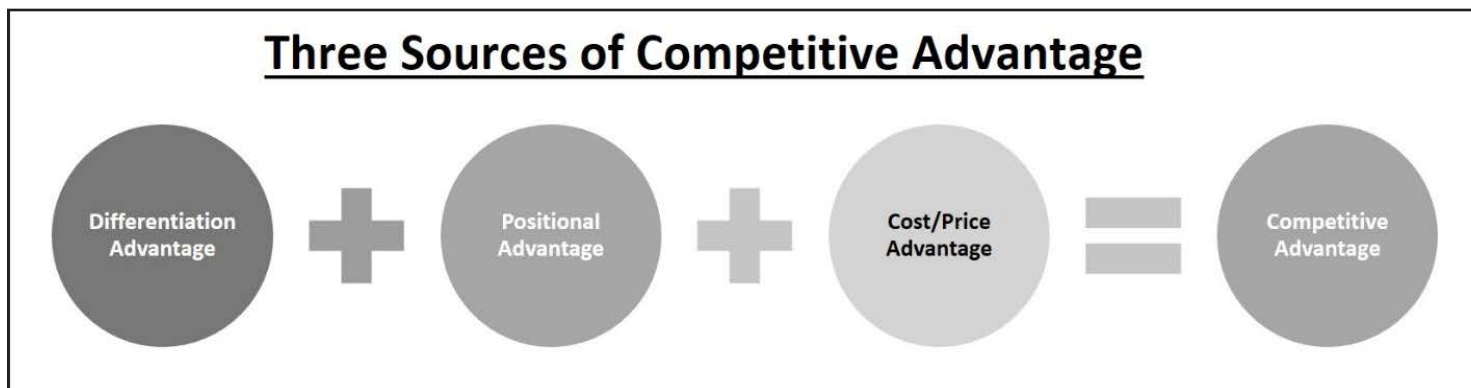 Three Sources of Competitive Advantage
Differentiation
Advantage
Positional
Advantage
Cost/Price
Advantage
Competitive
Advantage